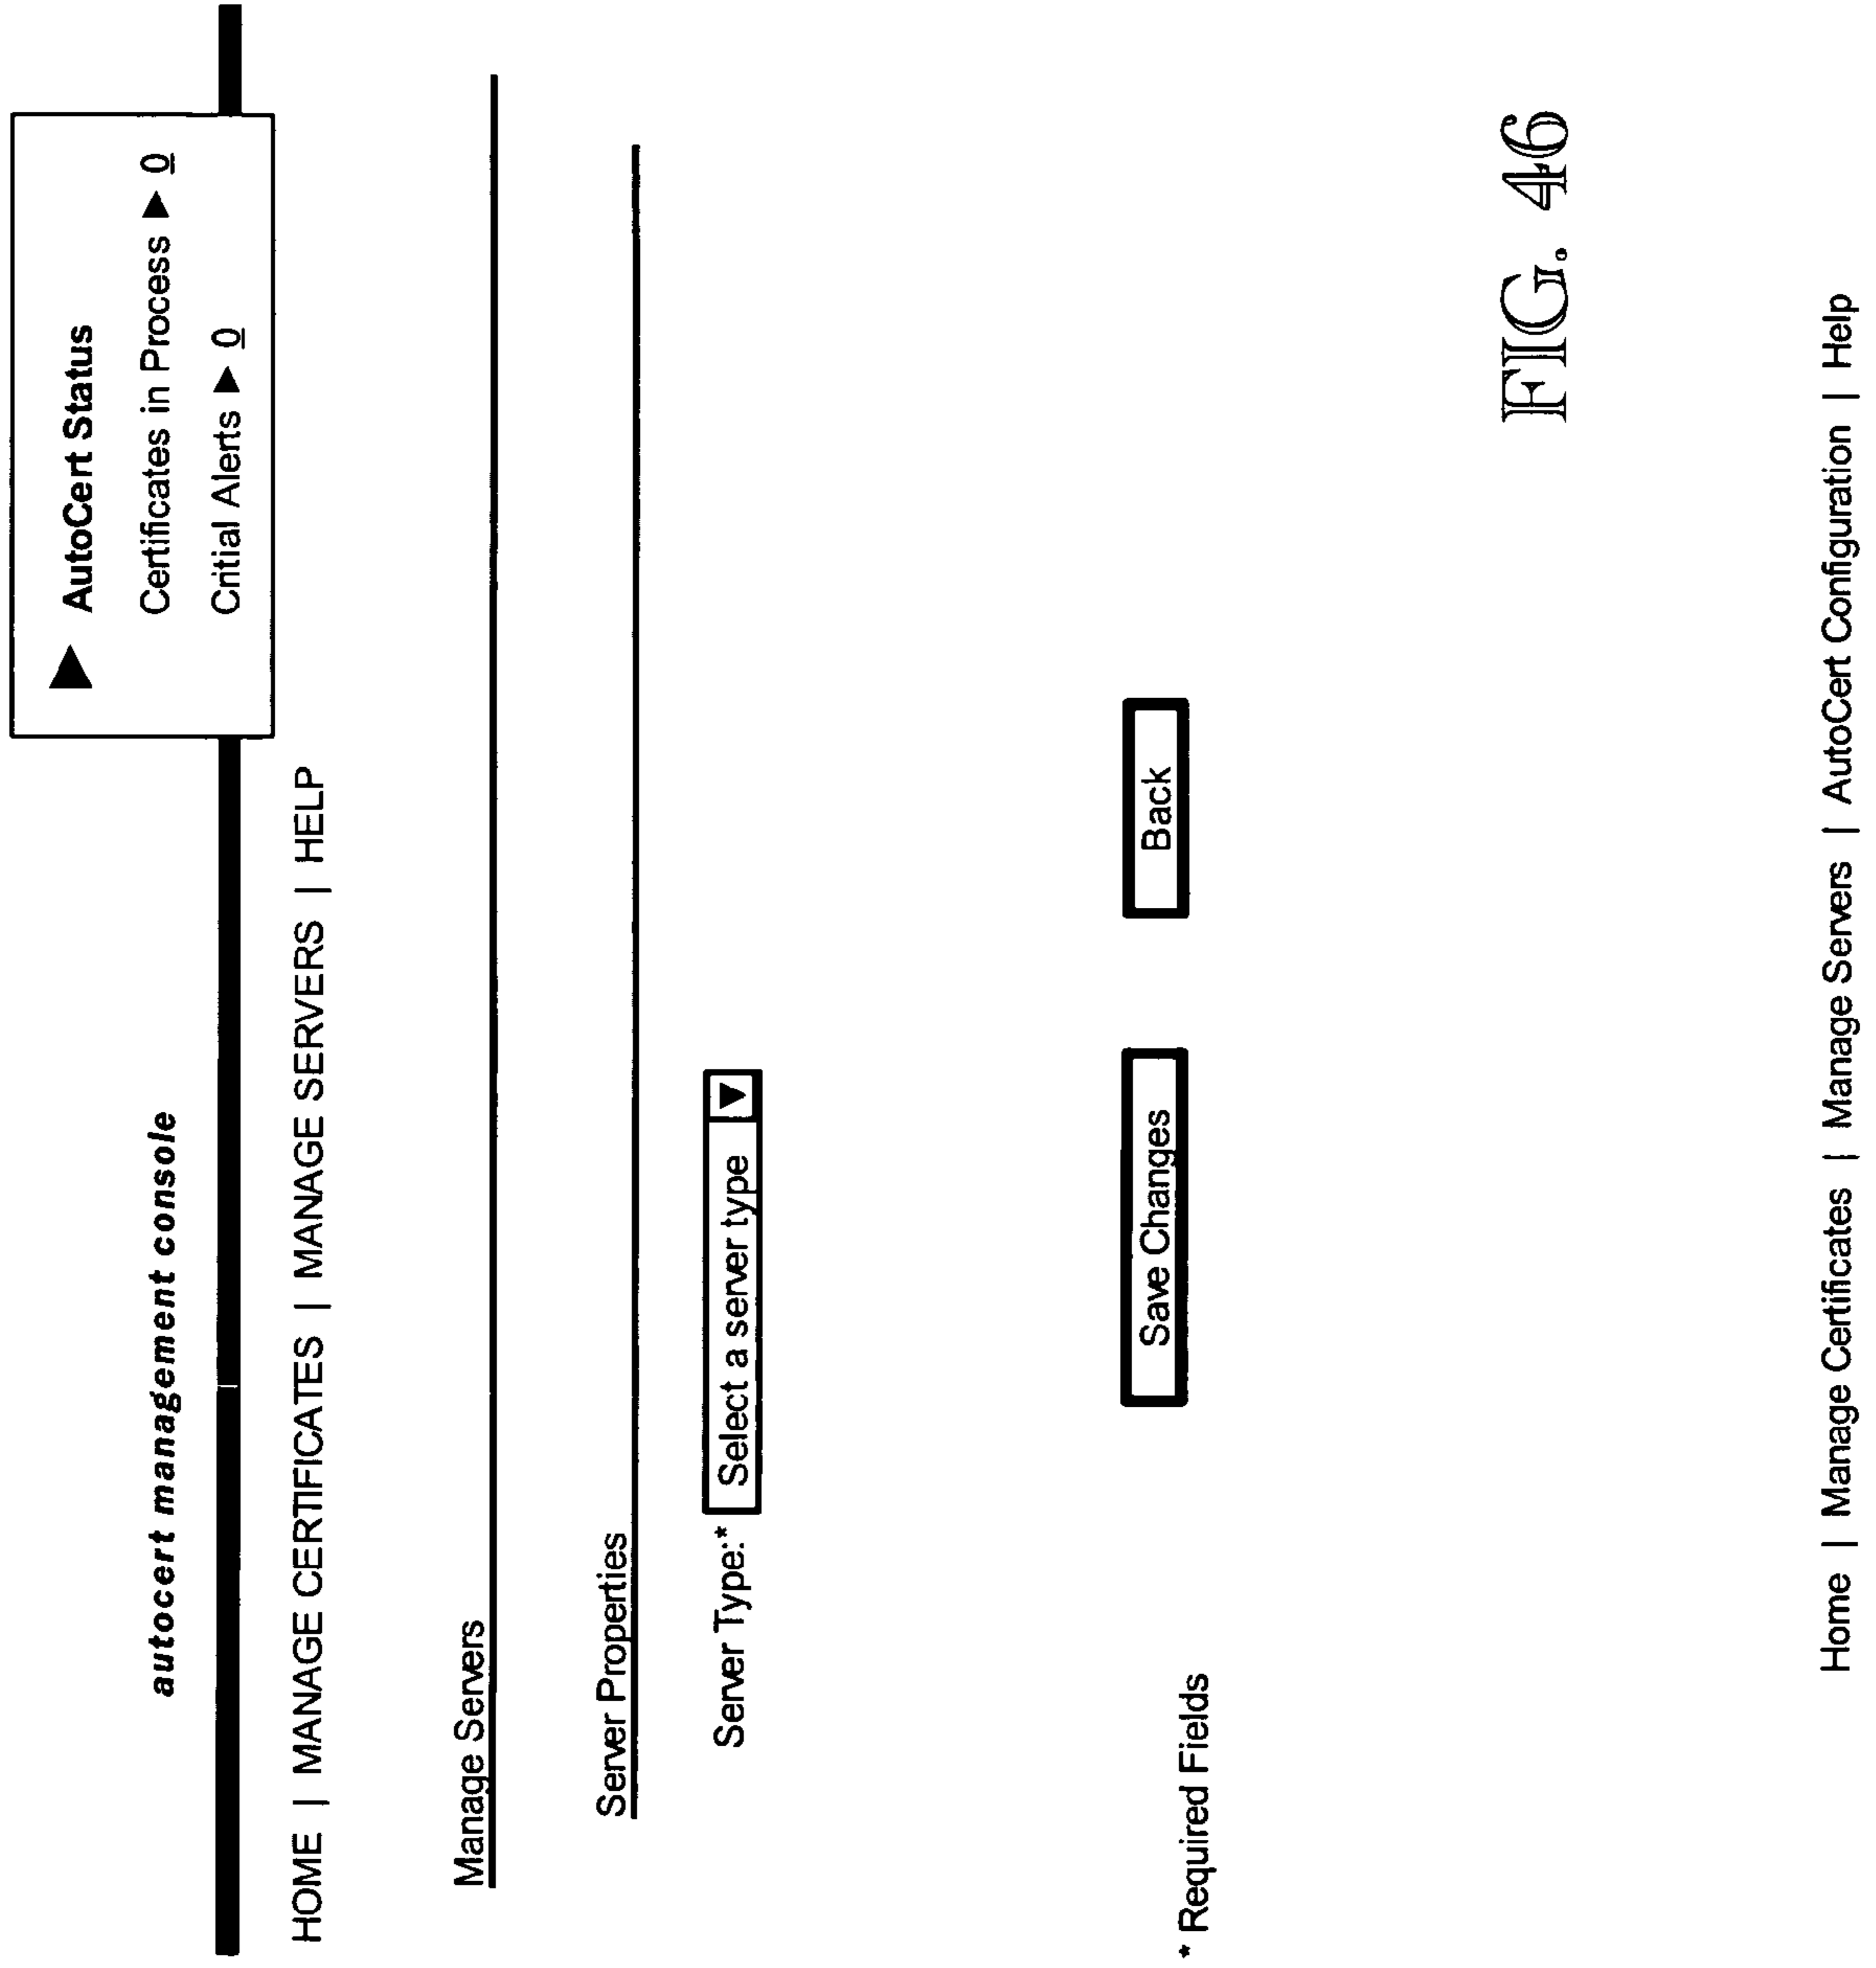 AutoCert Status
Certificates in Process ▶ 0
Critial Alerts ▶ 0
autocert management console
HOME | MANAGE CERTIFICATES | MANAGE SERVERS | HELP
Manage Servers
Server Properties
Server Type:* Select a server type
Save Changes Back
* Required Fields
FIG. 46
Home | Manage Certificates | Manage Servers | AutoCert Configuration | Help